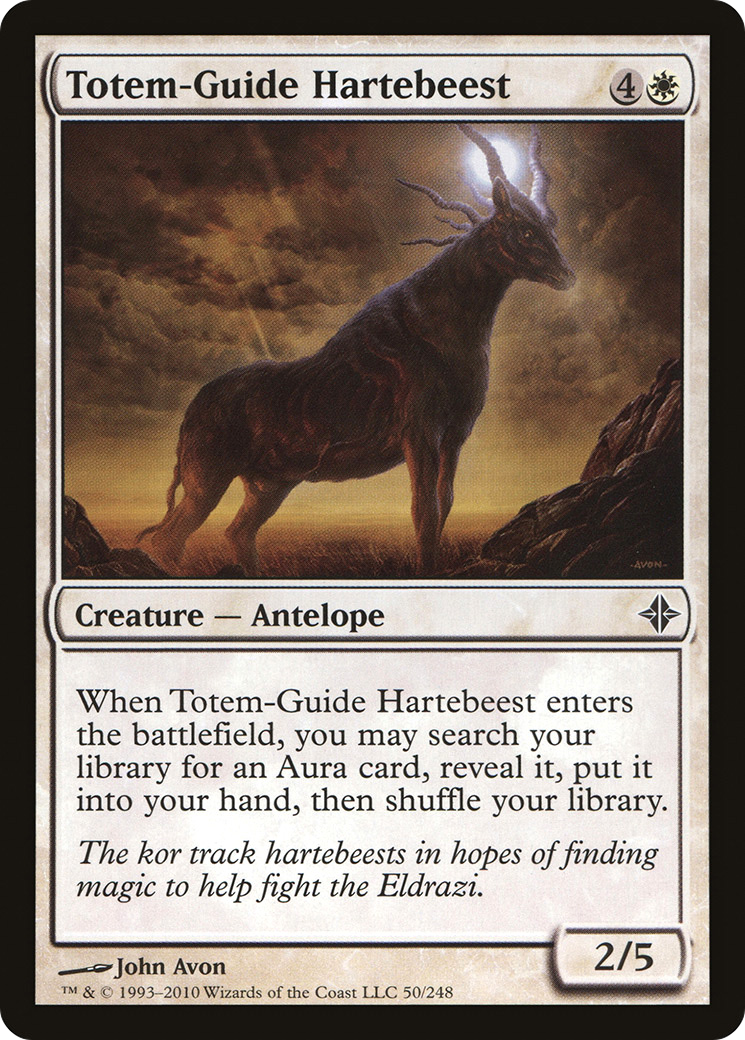 Totem-Guide Hartebeest 4
-AVON-
Creature — Antelope
When Totem-Guide Hartebeest enters
the battlefield, you may search your
library for an Aura card, reveal it, put it
into your hand, then shuffle your library.
The kor track hartebeests in hopes of finding
magic to help fight the Eldrazi.
2/5
John Avon
™ & © 1993–2010 Wizards of the Coast LLC 50/248